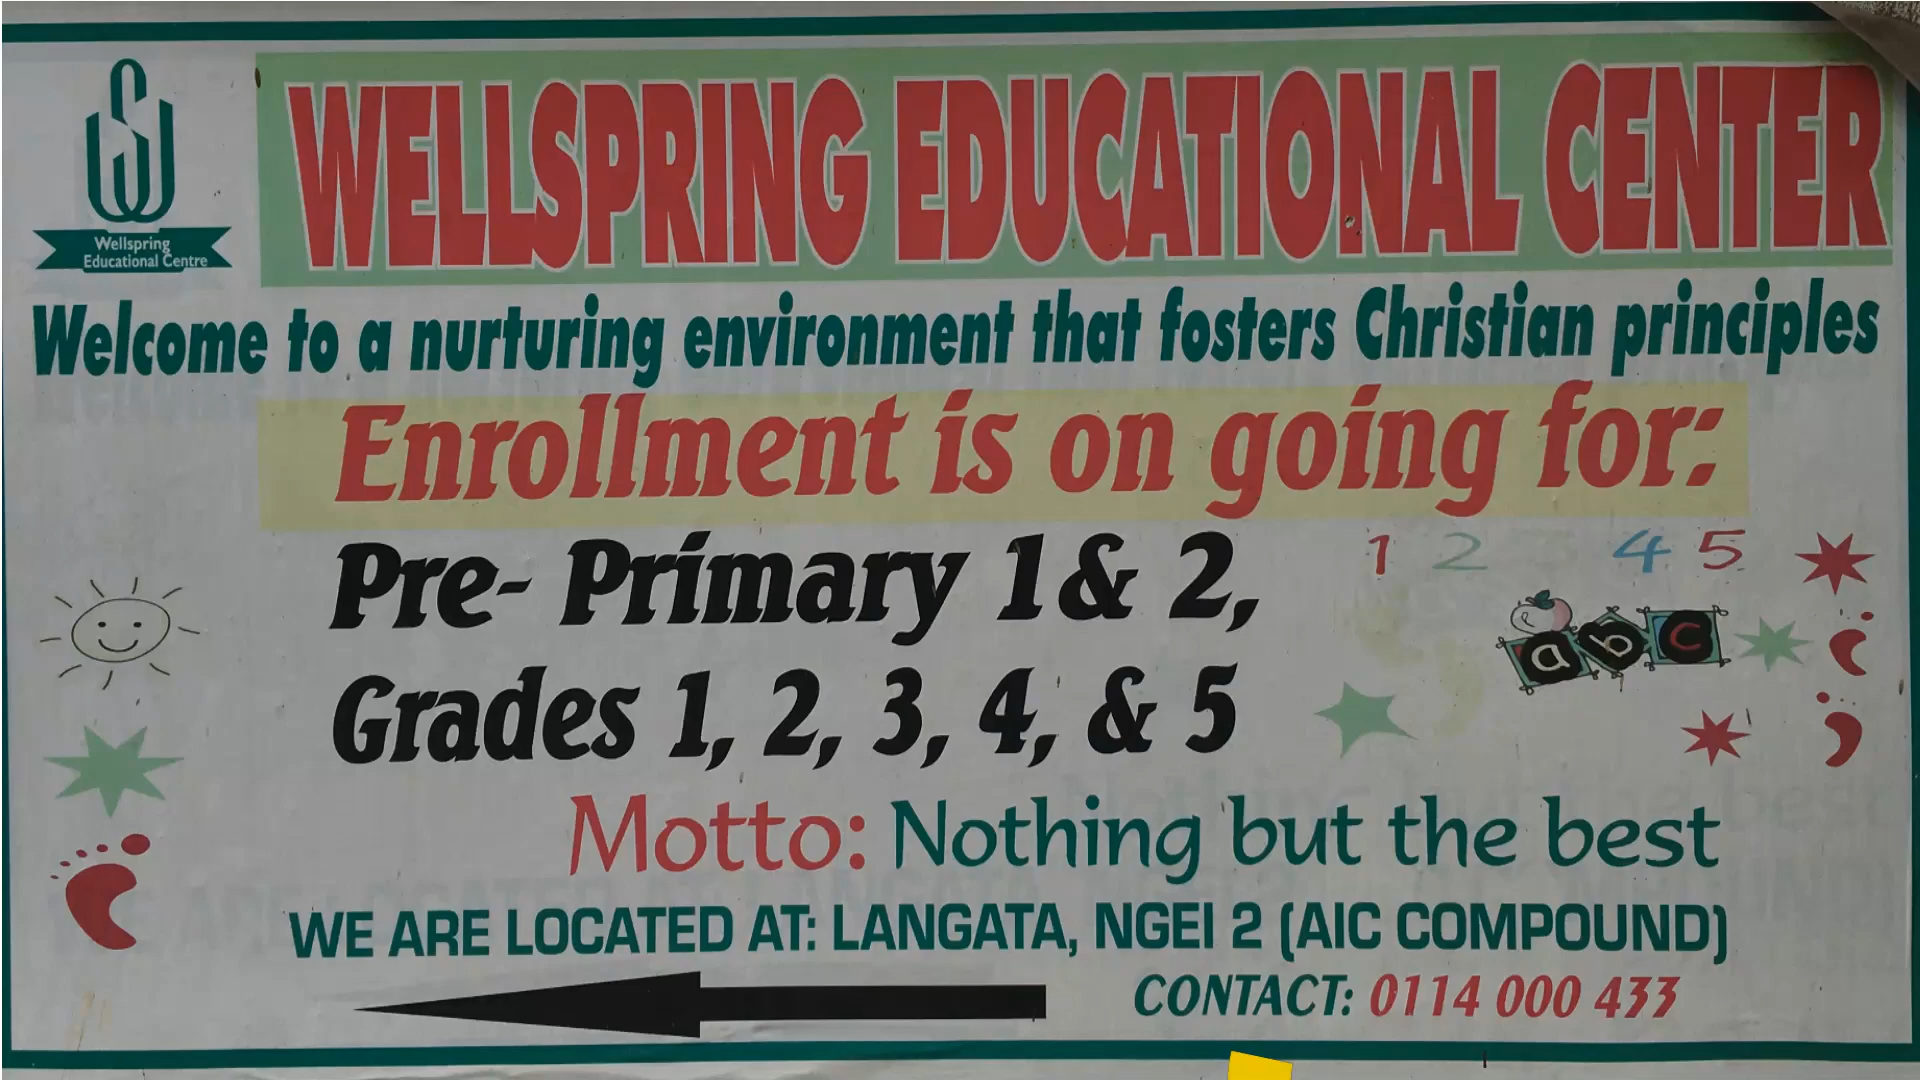 WELLSPRING EDUCATIONAL CENTER
Wellspring
Educational Centre
Welcome to a nurturing environment that fosters Christian principles
Enrollment is on going for:
Pre- Primary 1 & 2,
1 2 4 5
a b c
Grades 1, 2, 3, 4, & 5
Motto: Nothing but the best
WE ARE LOCATED AT: LANGATA, NGEI 2 (AIC COMPOUND)
CONTACT: 0114 000 433